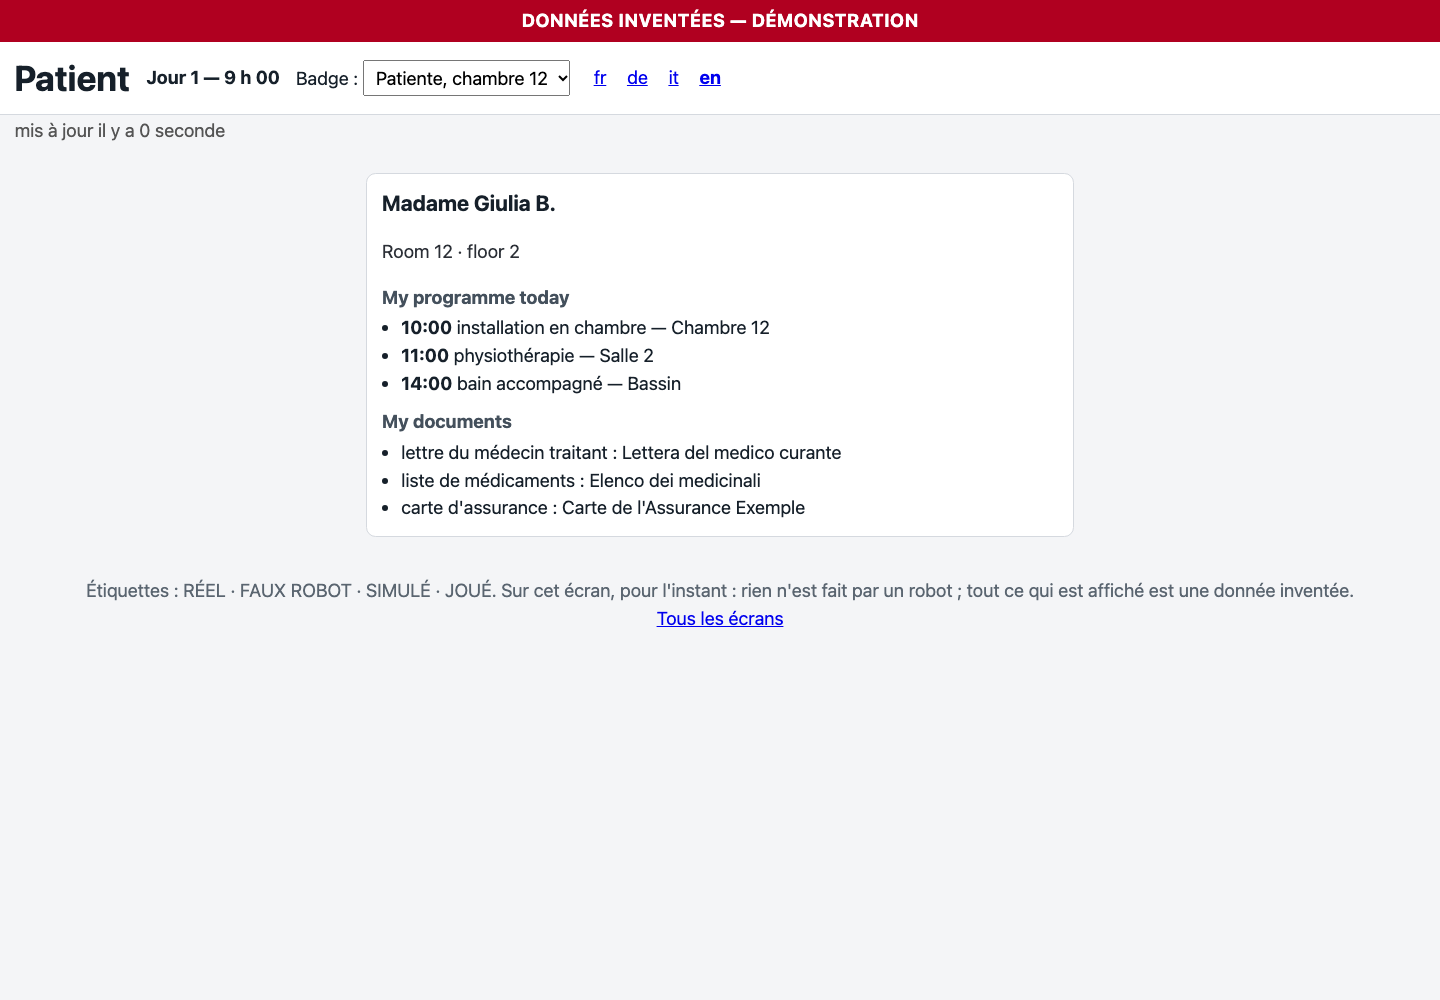 DONNÉES INVENTÉES — DÉMONSTRATION
Patient Jour 1 — 9 h 00 Badge : Patiente, chambre 12 fr de it en
mis à jour il y a 0 seconde
Madame Giulia B.
Room 12 · floor 2
My programme today
• 10:00 installation en chambre — Chambre 12
• 11:00 physiothérapie — Salle 2
• 14:00 bain accompagné — Bassin
My documents
• lettre du médecin traitant : Lettera del medico curante
• liste de médicaments : Elenco dei medicinali
• carte d'assurance : Carte de l'Assurance Exemple
Étiquettes : RÉEL · FAUX ROBOT · SIMULÉ · JOUÉ. Sur cet écran, pour l'instant : rien n'est fait par un robot ; tout ce qui est affiché est une donnée inventée.
Tous les écrans